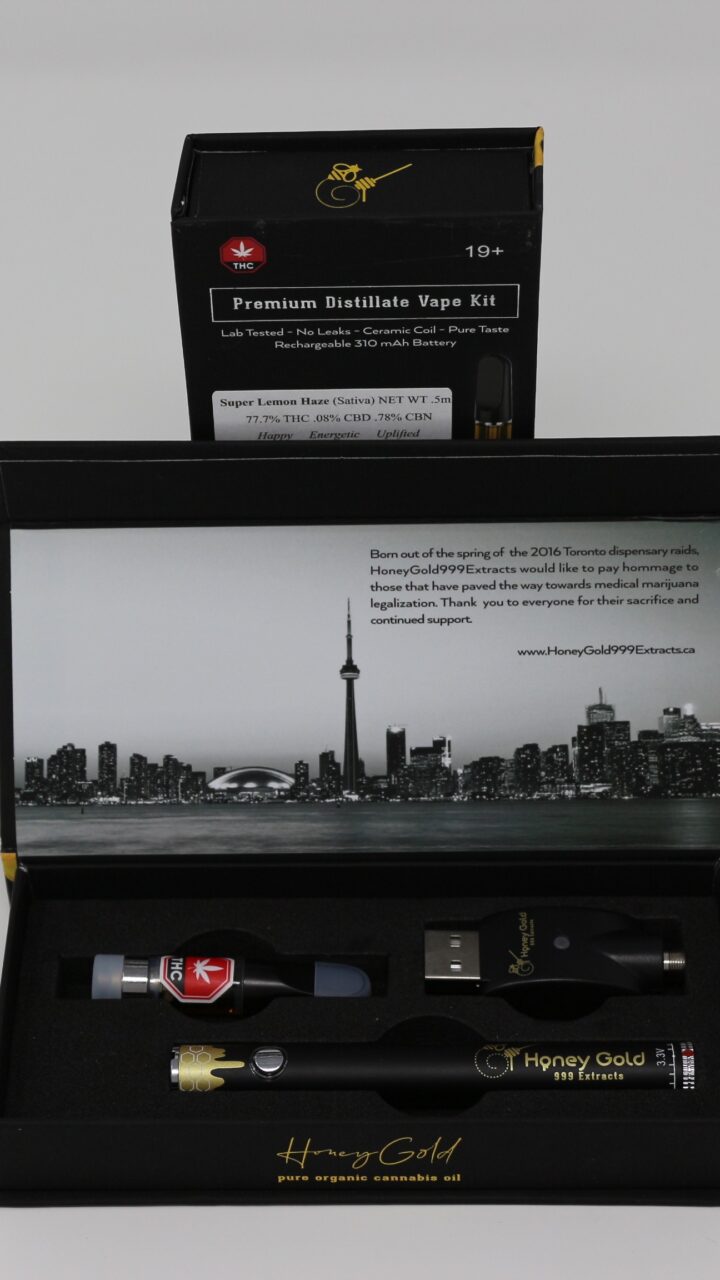 THC
19+
Premium Distillate Vape Kit
Lab Tested - No Leaks - Ceramic Coil - Pure Taste
Rechargeable 310 mAh Battery
Super Lemon Haze (Sativa) NET WT .5m
77.7% THC .08% CBD .78% CBN
Happy Energetic Uplifted
Born out of the spring of the 2016 Toronto dispensary raids,
HoneyGold999Extracts would like to pay hommage to
those that have paved the way towards medical marijuana
legalization. Thank you to everyone for their sacrifice and
continued support.
www.HoneyGold999Extracts.ca
THC
Honey Gold
999 Extracts
Honey Gold
999 Extracts
3.3V
Honey Gold
pure organic cannabis oil